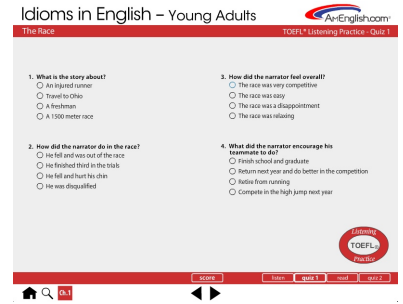 Idioms in English – Young Adults
AMEnglish.com®
The Race
TOEFL® Listening Practice - Quiz 1
1. What is the story about?
An injured runner
Travel to Ohio
A freshman
A 1500 meter race
2. How did the narrator do in the race?
He fell and was out of the race
He finished third in the trials
He fell and hurt his chin
He was disqualified
3. How did the narrator feel overall?
The race was very competitive
The race was easy
The race was a disappointment
The race was relaxing
4. What did the narrator encourage his
teammate to do?
Finish school and graduate
Return next year and do better in the competition
Retire from running
Compete in the high jump next year
Listening
TOEFL®
Practice
score
listen
quiz 1
read
quiz 2
Ch.1